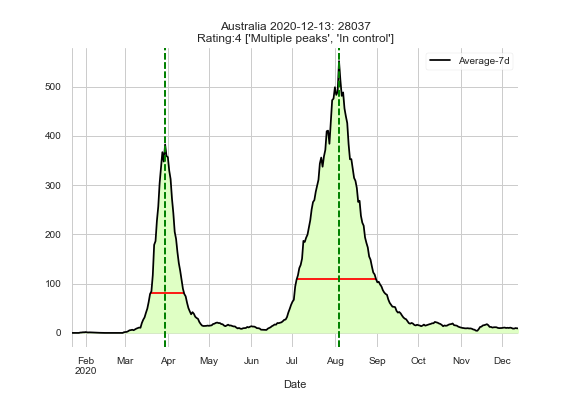 Australia 2020-12-13: 28037
Rating:4 ['Multiple peaks', 'In control']
Average-7d
500
400
300
200
100
0
Feb Mar Apr May Jun Jul Aug Sep Oct Nov Dec
2020
Date